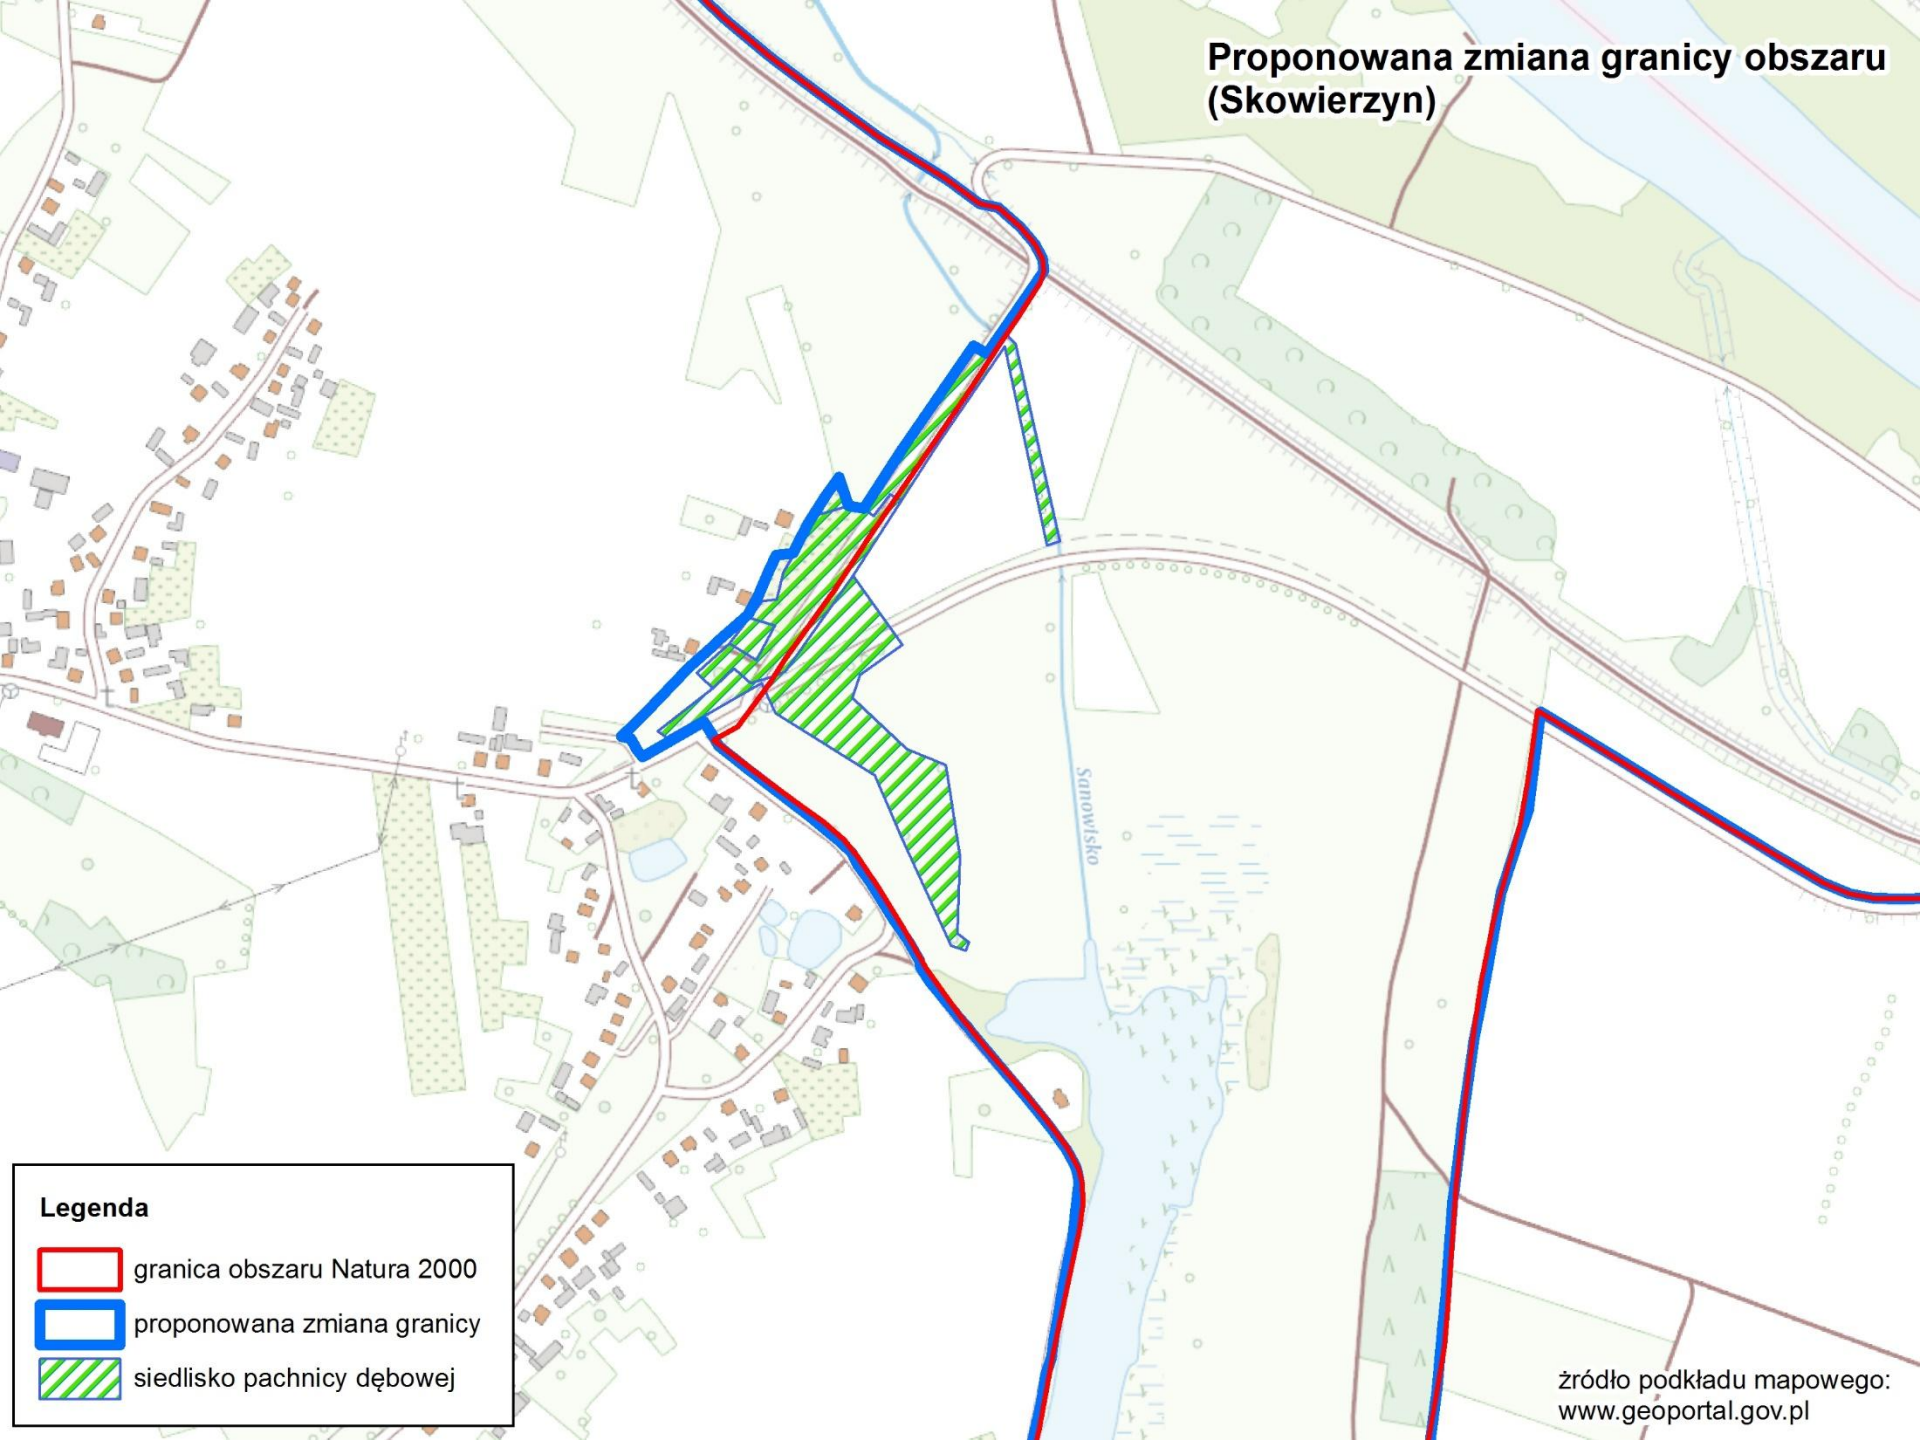 Proponowana zmiana granicy obszaru
(Skowierzyn)
Sanowisko
Legenda
granica obszaru Natura 2000
proponowana zmiana granicy
siedlisko pachnicy dębowej
żródło podkładu mapowego:
www.geoportal.gov.pl